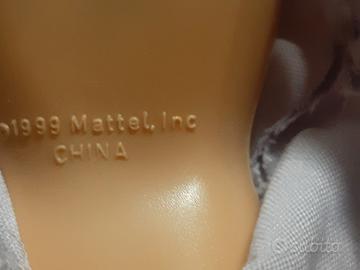 ©1999 Mattel, Inc
CHINA
subito